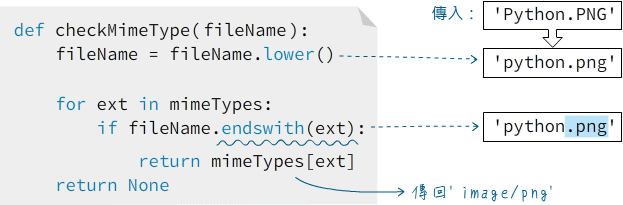 傳入：
'Python.PNG'
def checkMimeType(fileName):
    fileName = fileName.lower()
'python.png'
    for ext in mimeTypes:
        if fileName.endswith(ext):
'python.png'
            return mimeTypes[ext]
    return None
傳回' image/png'